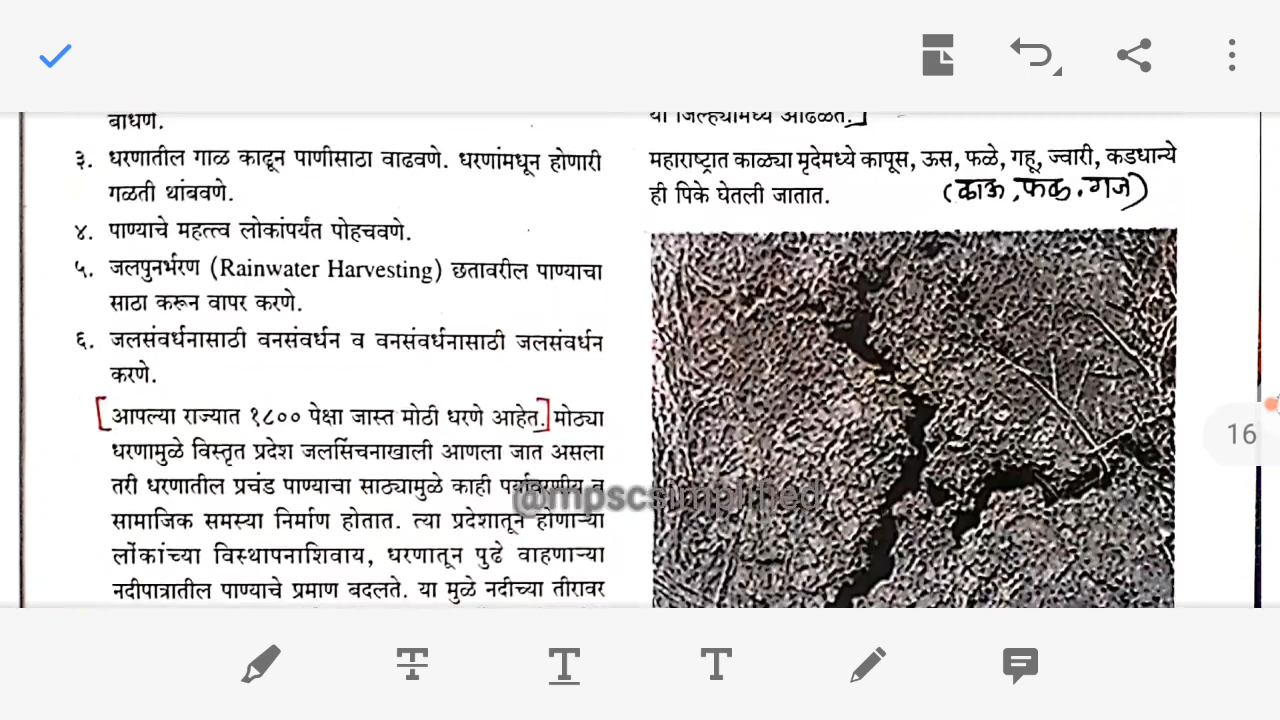 बांधणे.
३. धरणातील गाळ काढून पाणीसाठा वाढवणे. धरणांमधून होणारी
गळती थांबवणे.
४. पाण्याचे महत्त्व लोकांपर्यंत पोहचवणे.
५. जलपुनर्भरण (Rainwater Harvesting) छतावरील पाण्याचा
साठा करून वापर करणे.
६. जलसंवर्धनासाठी वनसंवर्धन व वनसंवर्धनासाठी जलसंवर्धन
करणे.
[आपल्या राज्यात १८०० पेक्षा जास्त मोठी धरणे आहेत.] मोठ्या
धरणामुळे विस्तृत प्रदेश जलसिंचनाखाली आणला जात असला
तरी धरणातील प्रचंड पाण्याचा साठ्यामुळे काही पर्यावरणीय व
सामाजिक समस्या निर्माण होतात. त्या प्रदेशातून होणाऱ्या
लोकांच्या विस्थापनाशिवाय, धरणातून पुढे वाहणाऱ्या
नदीपात्रातील पाण्याचे प्रमाण बदलते. या मुळे नदीच्या तीरावर
या जिल्ह्यांमध्ये आढळते.]
महाराष्ट्रात काळ्या मृदेमध्ये कापूस, ऊस, फळे, गहू, ज्वारी, कडधान्ये
ही पिके घेतली जातात. (काऊ, फक, गज)
@mpscsimplified
16